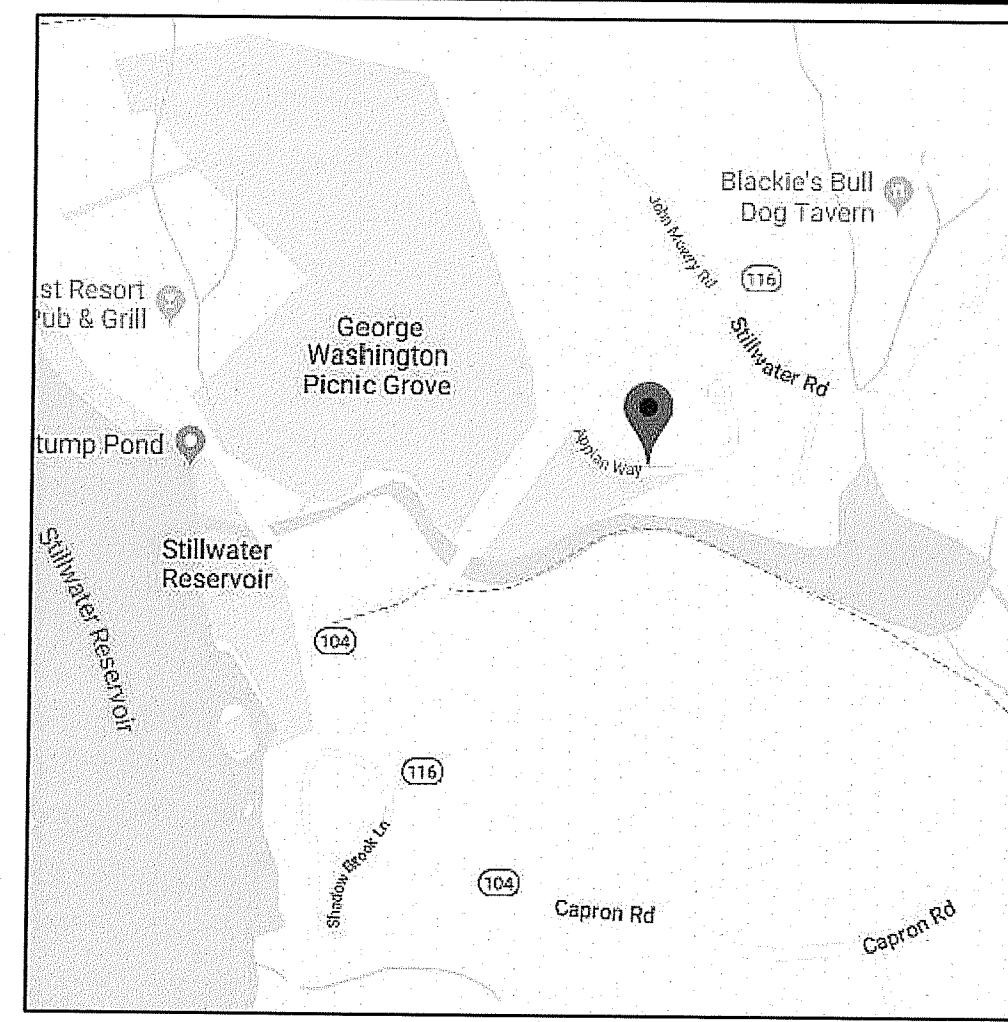 Blackie's Bull
Dog Tavern
John Mowry Rd
116
st Resort
Pub & Grill
George
Washington
Picnic Grove
Stillwater Rd
Appian Way
tump Pond
Stillwater
Reservoir
Stillwater Reservoir
104
116
Shadow Brook Ln
104
Capron Rd
Capron Rd